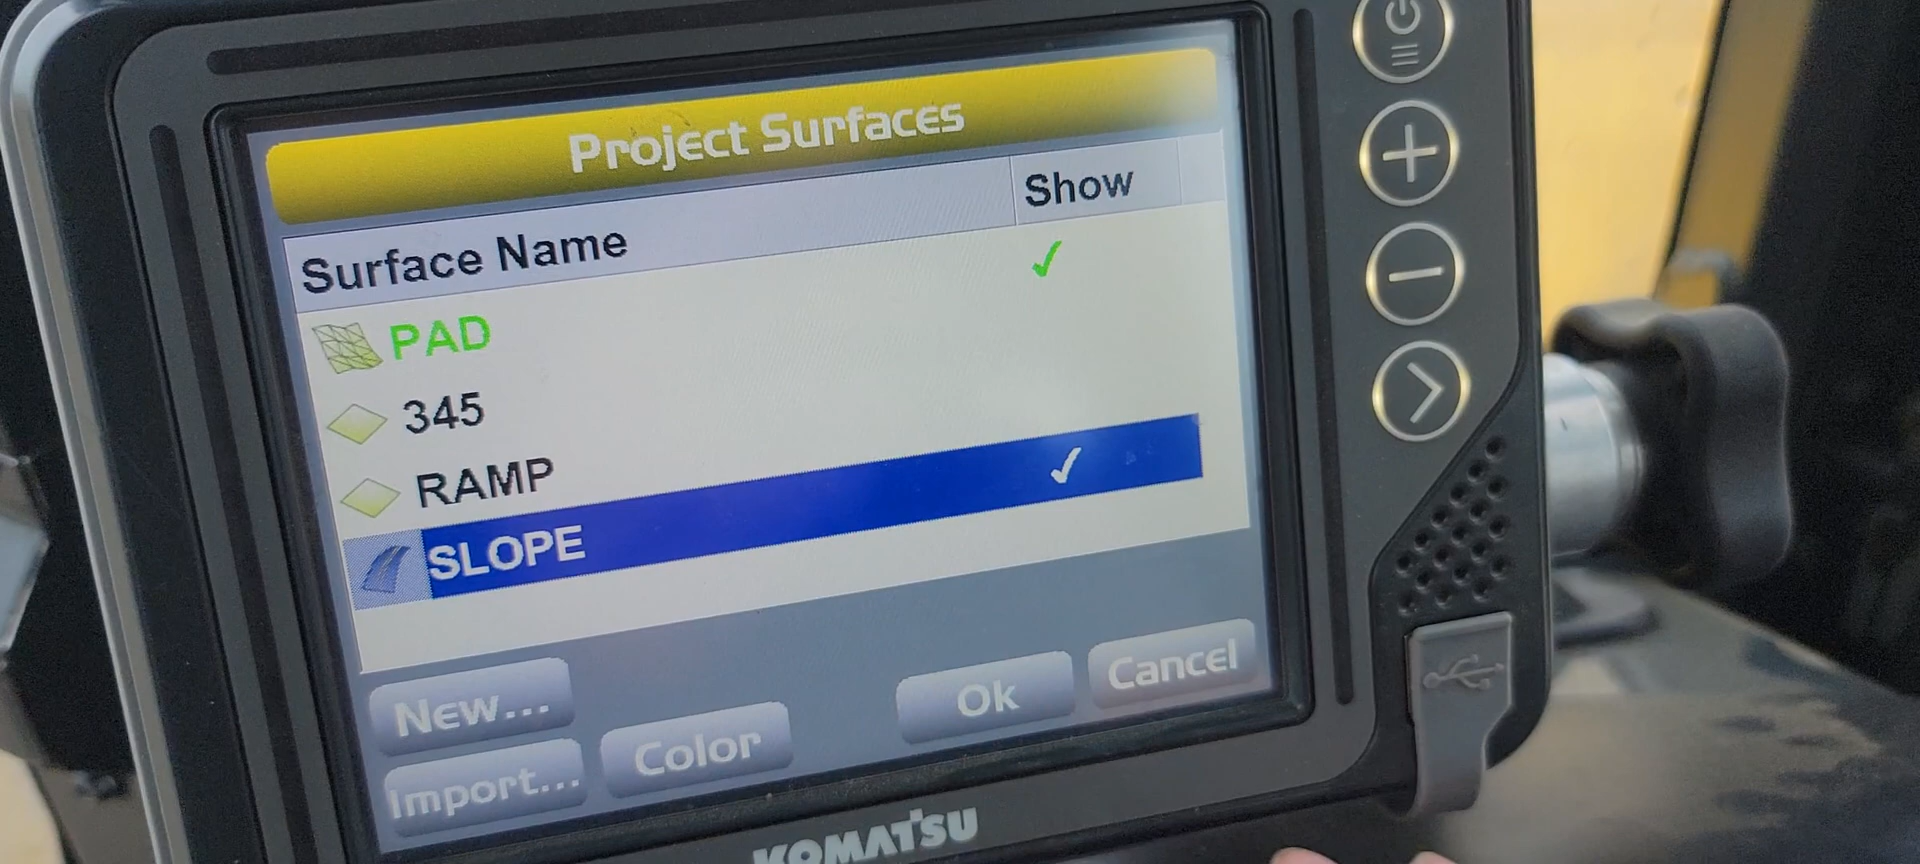 Project Surfaces
Surface Name Show
PAD
345
RAMP
SLOPE
New... Ok Cancel
Import... Color
KOMATSU